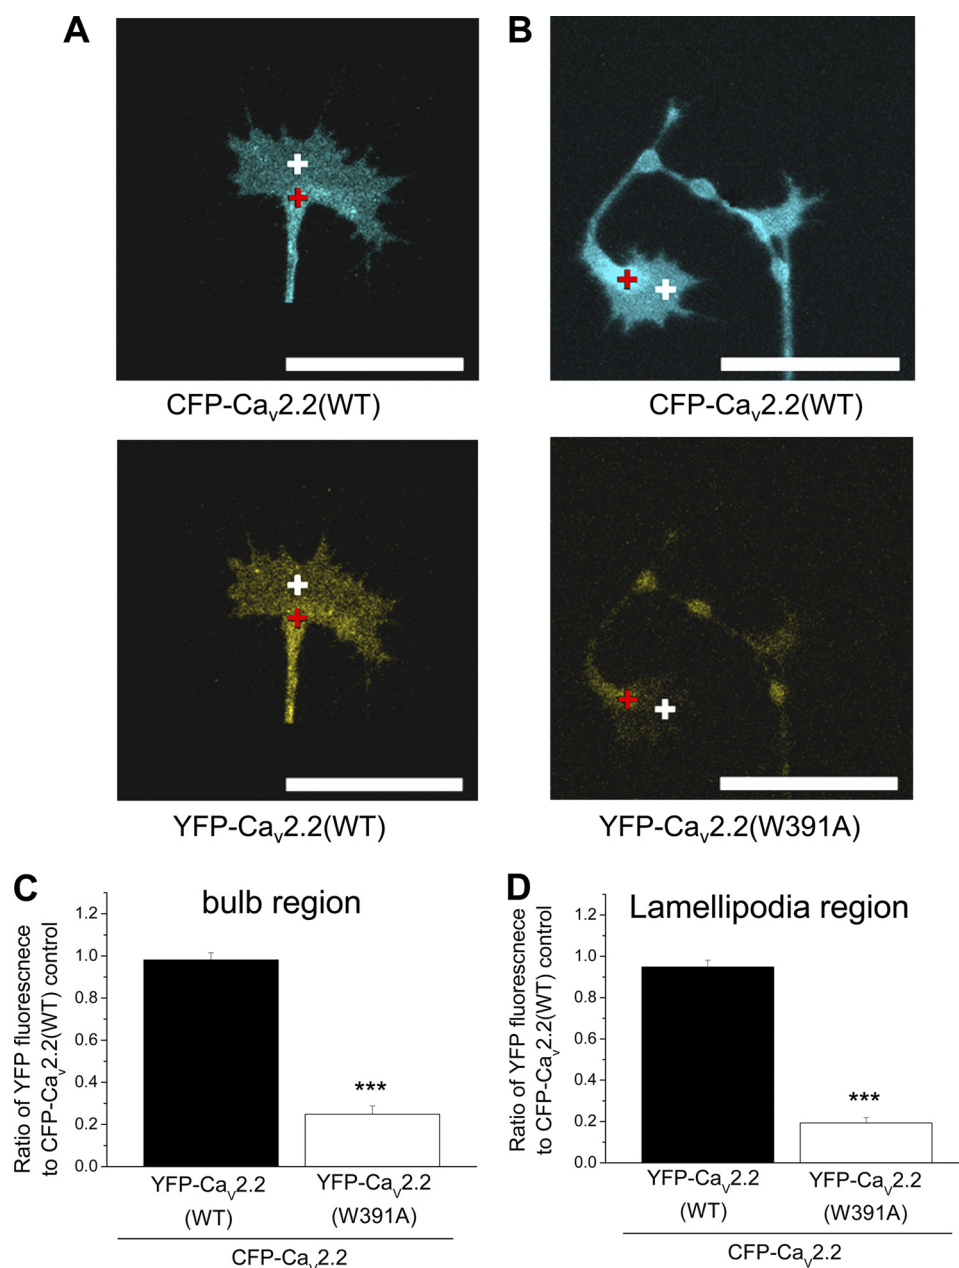 A
B
CFP-Cav2.2(WT)
CFP-Cav2.2(WT)
YFP-Cav2.2(WT)
YFP-Cav2.2(W391A)
C
bulb region
Ratio of YFP fluorescnece
to CFP-Cav2.2(WT) control
1.2
1.0
0.8
0.6
0.4
0.2
0.0
***
YFP-CaV2.2
(WT)
YFP-CaV2.2
(W391A)
CFP-CaV2.2
D
Lamellipodia region
Ratio of YFP fluorescnece
to CFP-Cav2.2(WT) control
1.2
1.0
0.8
0.6
0.4
0.2
0.0
***
YFP-CaV2.2
(WT)
YFP-CaV2.2
(W391A)
CFP-CaV2.2